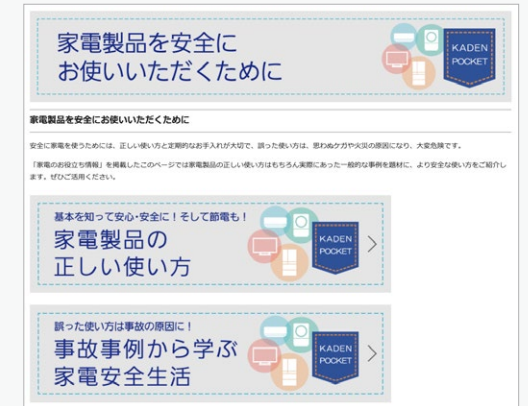 家電製品を安全に
お使いいただくために
KADEN
POCKET
家電製品を安全にお使いいただくために
安全に家電を使うためには、正しい使い方と定期的なお手入れが大切で、誤った使い方は、思わぬケガや火災の原因になり、大変危険です。
「家電のお役立ち情報」を掲載したこのページでは家電製品の正しい使い方はもちろん実際にあった一般的な事例を題材に、より安全な使い方をご紹介し
ます。ぜひご活用ください。
基本を知って安心・安全に！そして節電も！
家電製品の
正しい使い方
KADEN
POCKET
誤った使い方は事故の原因に！
事故事例から学ぶ
家電安全生活
KADEN
POCKET